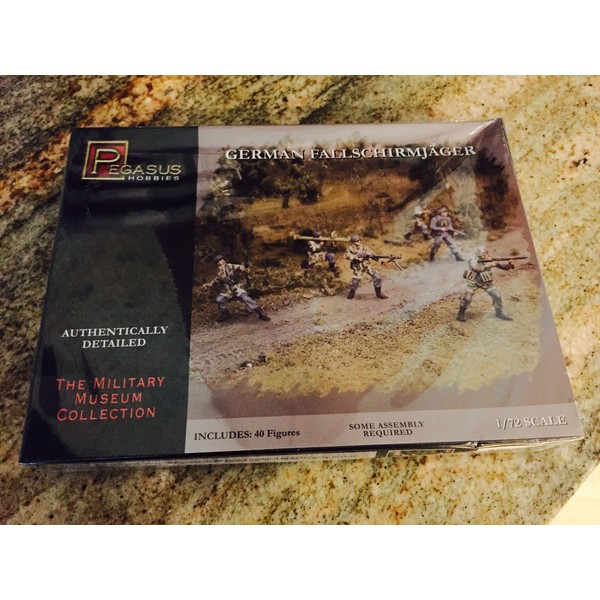 PEGASUS
HOBBIES
GERMAN FALLSCHIRMJÄGER
AUTHENTICALLY
DETAILED
THE MILITARY
MUSEUM
COLLECTION
INCLUDES: 40 Figures
SOME ASSEMBLY
REQUIRED
1/72 SCALE